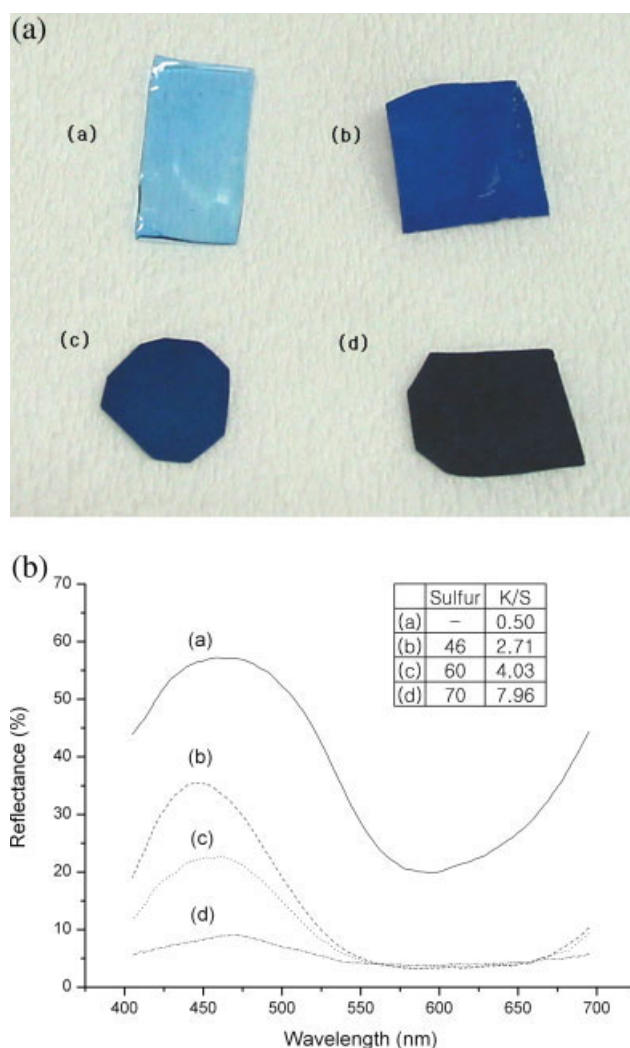 (a)
(a)
(b)
(c)
(d)
(b)
70
60
50
40
30
20
10
0
Reflectance (%)
(a)
(b)
(c)
(d)
Sulfur K/S
(a) – 0.50
(b) 46 2.71
(c) 60 4.03
(d) 70 7.96
400 450 500 550 600 650 700
Wavelength (nm)